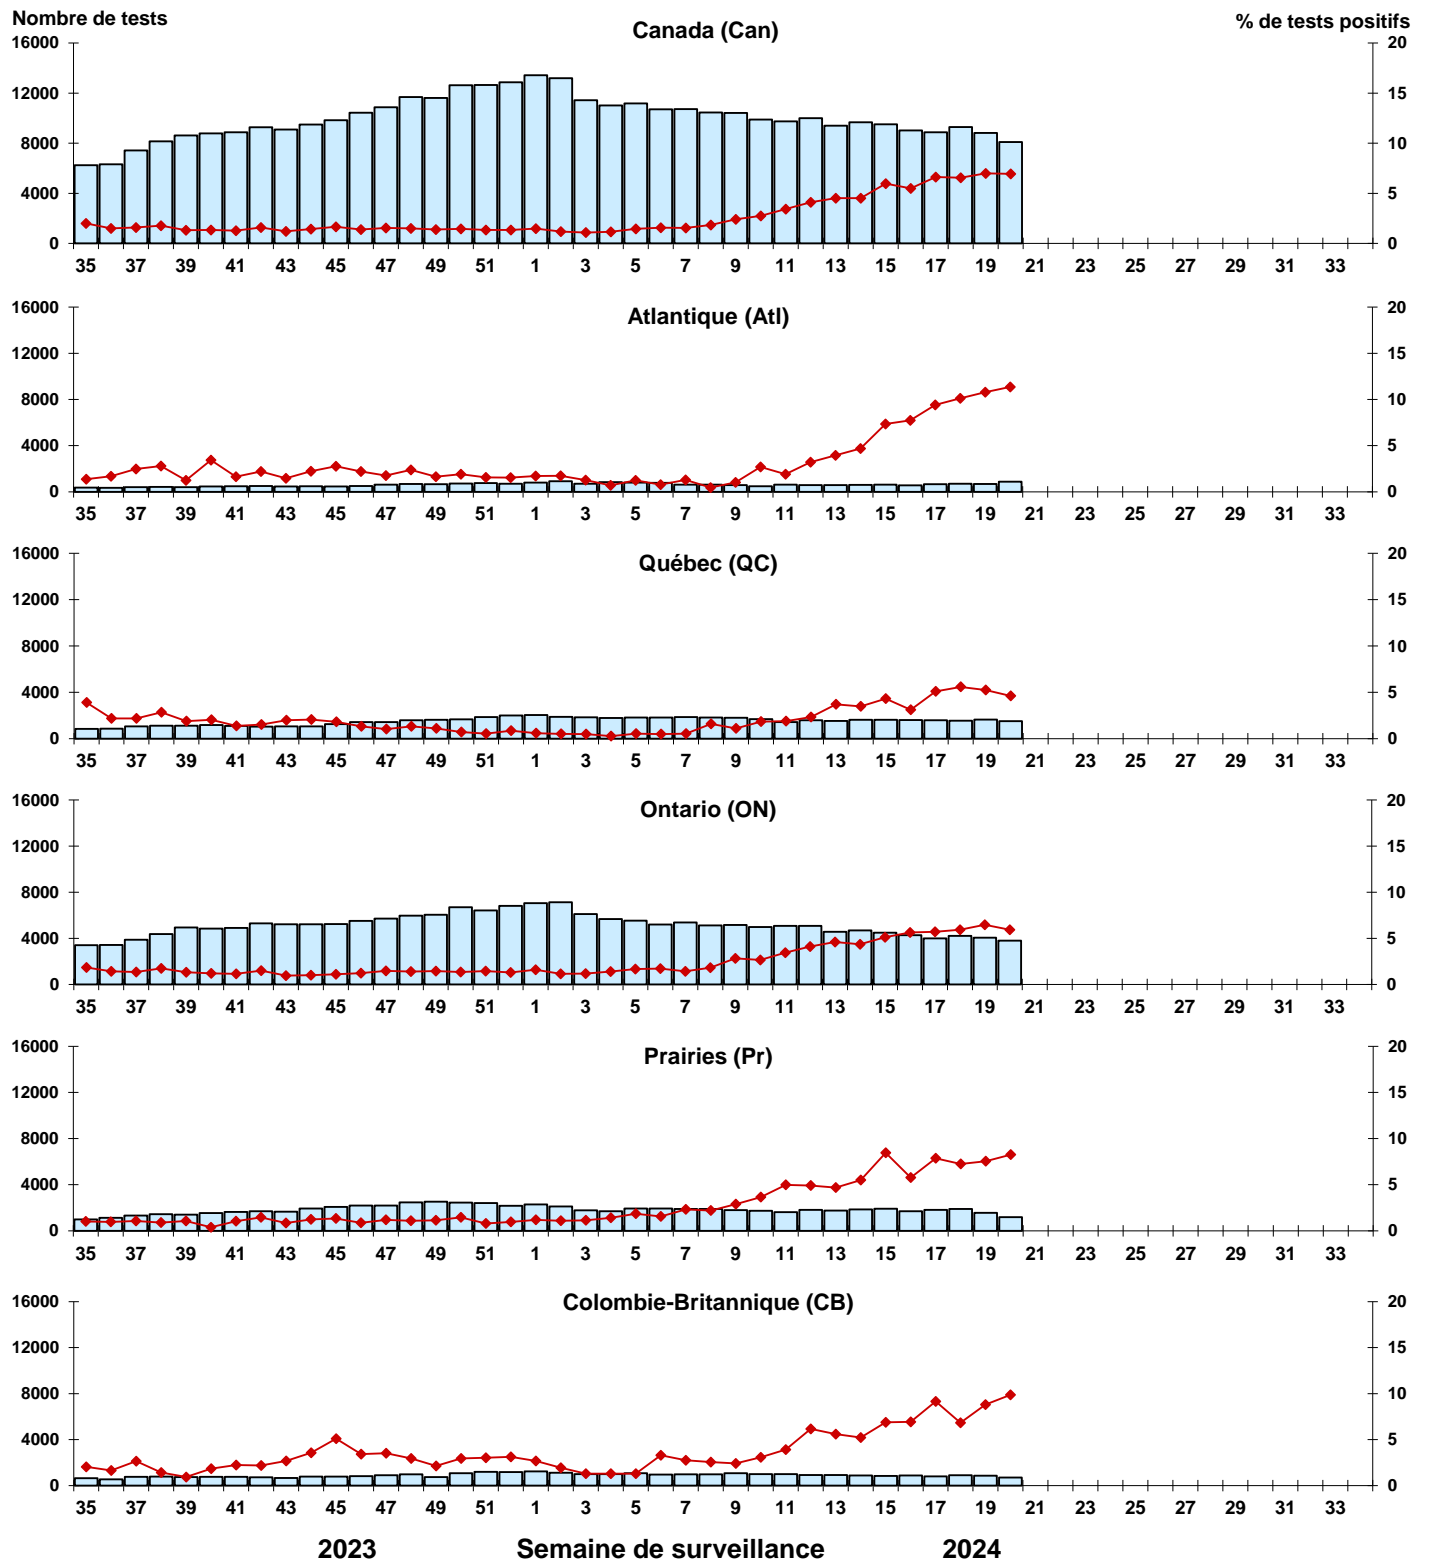 Nombre de tests
% de tests positifs
Canada (Can)
16000 20
12000 15
8000 10
4000 5
0 0
35 37 39 41 43 45 47 49 51 1 3 5 7 9 11 13 15 17 19 21 23 25 27 29 31 33
Atlantique (Atl)
16000 20
12000 15
8000 10
4000 5
0 0
35 37 39 41 43 45 47 49 51 1 3 5 7 9 11 13 15 17 19 21 23 25 27 29 31 33
Québec (QC)
16000 20
12000 15
8000 10
4000 5
0 0
35 37 39 41 43 45 47 49 51 1 3 5 7 9 11 13 15 17 19 21 23 25 27 29 31 33
Ontario (ON)
16000 20
12000 15
8000 10
4000 5
0 0
35 37 39 41 43 45 47 49 51 1 3 5 7 9 11 13 15 17 19 21 23 25 27 29 31 33
Prairies (Pr)
16000 20
12000 15
8000 10
4000 5
0 0
35 37 39 41 43 45 47 49 51 1 3 5 7 9 11 13 15 17 19 21 23 25 27 29 31 33
Colombie-Britannique (CB)
16000 20
12000 15
8000 10
4000 5
0 0
35 37 39 41 43 45 47 49 51 1 3 5 7 9 11 13 15 17 19 21 23 25 27 29 31 33
2023 Semaine de surveillance 2024